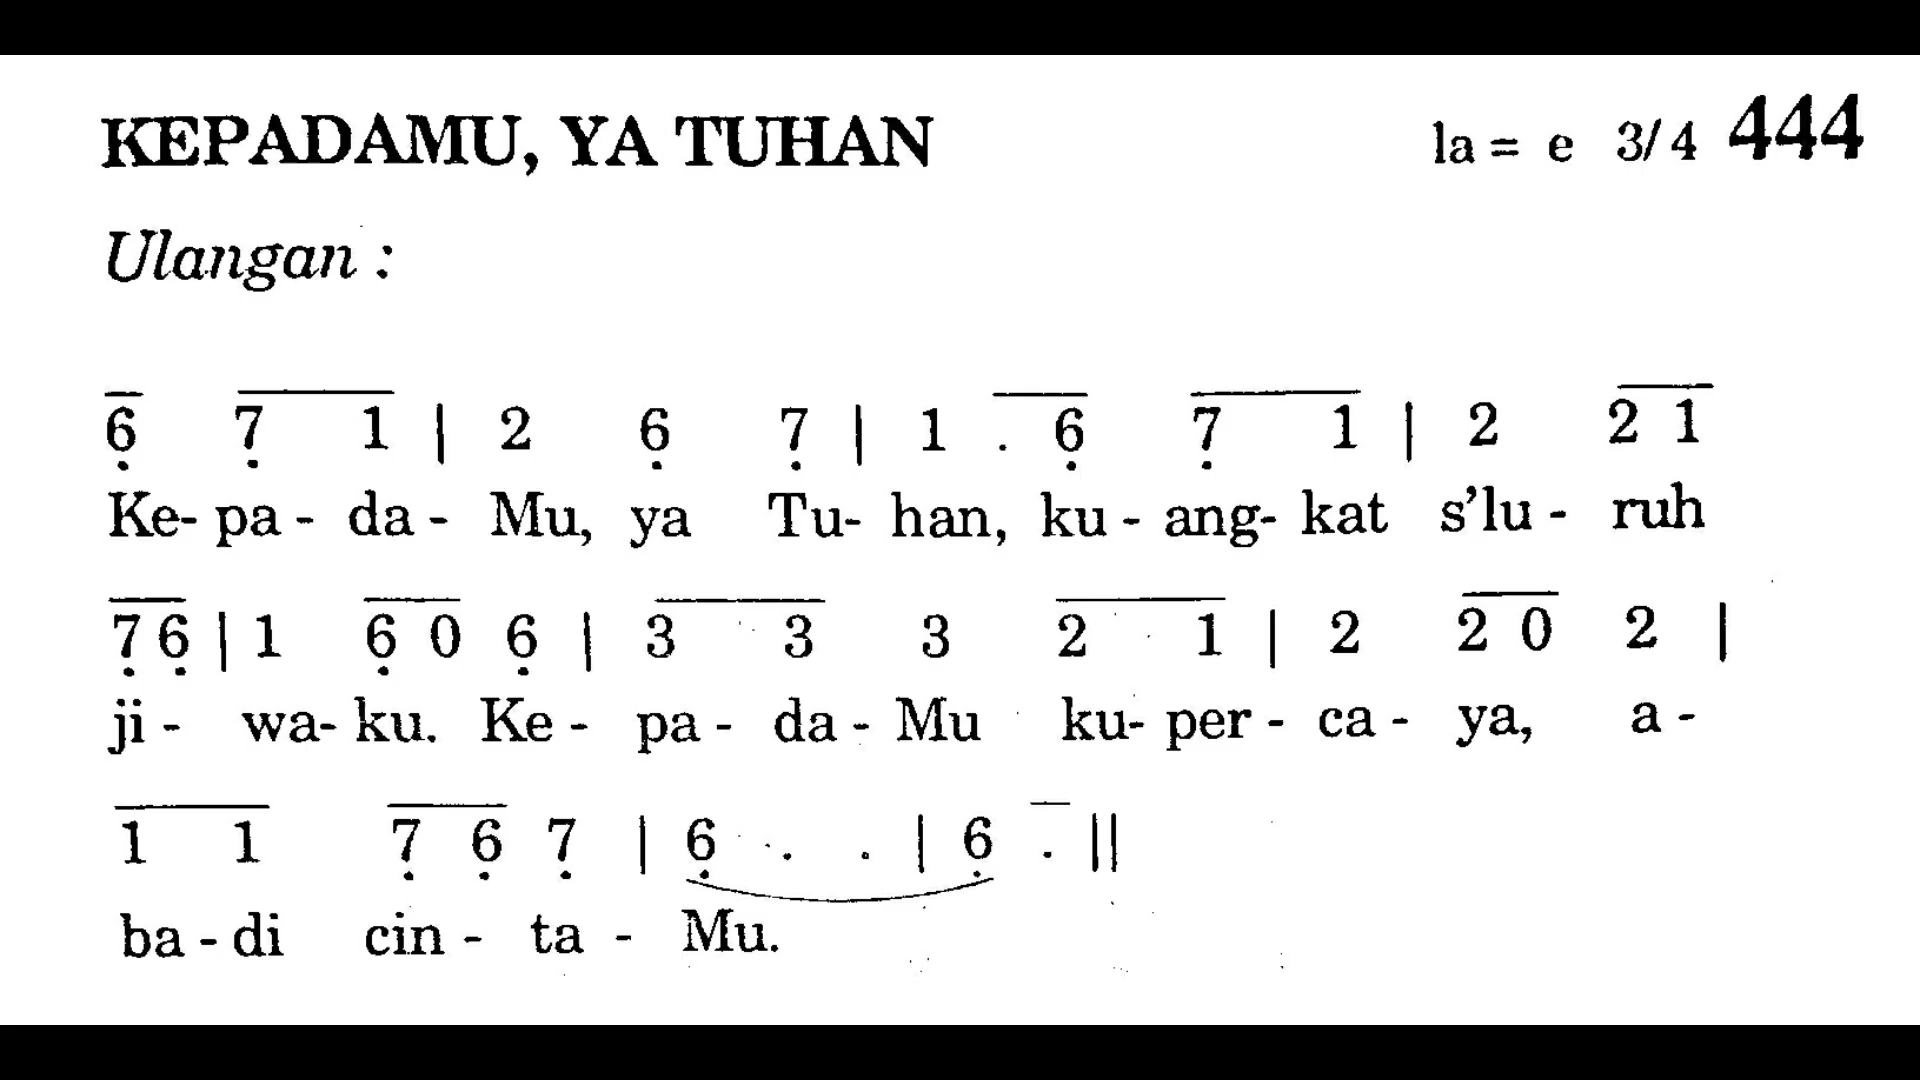 KEPADAMU, YA TUHAN la = e 3/4 444
Ulangan :
6 7 1 | 2 6 7 | 1 . 6 7 1 | 2 2 1
Ke- pa - da - Mu, ya Tu- han, ku - ang- kat s'lu - ruh
7 6 | 1 6 0 6 | 3 3 3 2 1 | 2 2 0 2 |
ji - wa- ku. Ke - pa - da - Mu ku- per - ca - ya, a -
1 1 7 6 7 | 6 . . | 6 . ||
ba - di cin - ta - Mu.